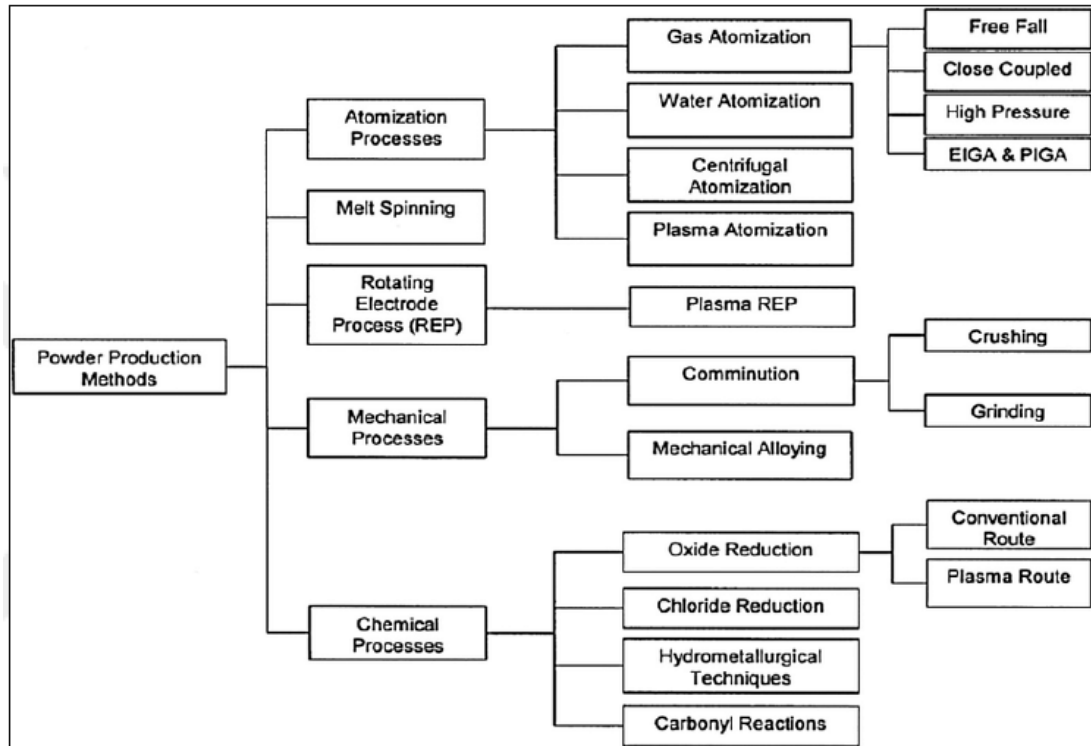 Gas Atomization
Free Fall
Close Coupled
High Pressure
EIGA & PIGA
Atomization
Processes
Water Atomization
Centrifugal
Atomization
Plasma Atomization
Melt Spinning
Rotating
Electrode
Process (REP)
Plasma REP
Powder Production
Methods
Mechanical
Processes
Comminution
Crushing
Grinding
Mechanical Alloying
Chemical
Processes
Oxide Reduction
Conventional
Route
Plasma Route
Chloride Reduction
Hydrometallurgical
Techniques
Carbonyl Reactions